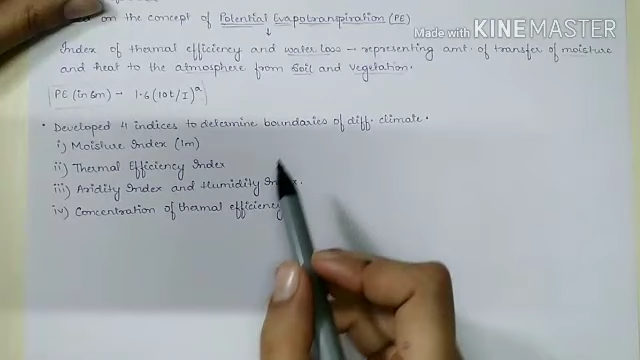 on the concept of Potential Evapotranspiration (PE)
Made with KINEMASTER
Index of thermal efficiency and water loss - representing amt. of transfer of moisture
and heat to the atmosphere from soil and vegetation.
PE (in cm) - 1.6 (10t/I)ᵃ
• Developed 4 indices to determine boundaries of diff. climate.
i) Moisture Index (Im)
ii) Thermal Efficiency Index
iii) Aridity Index and Humidity Index.
iv) Concentration of thermal efficiency